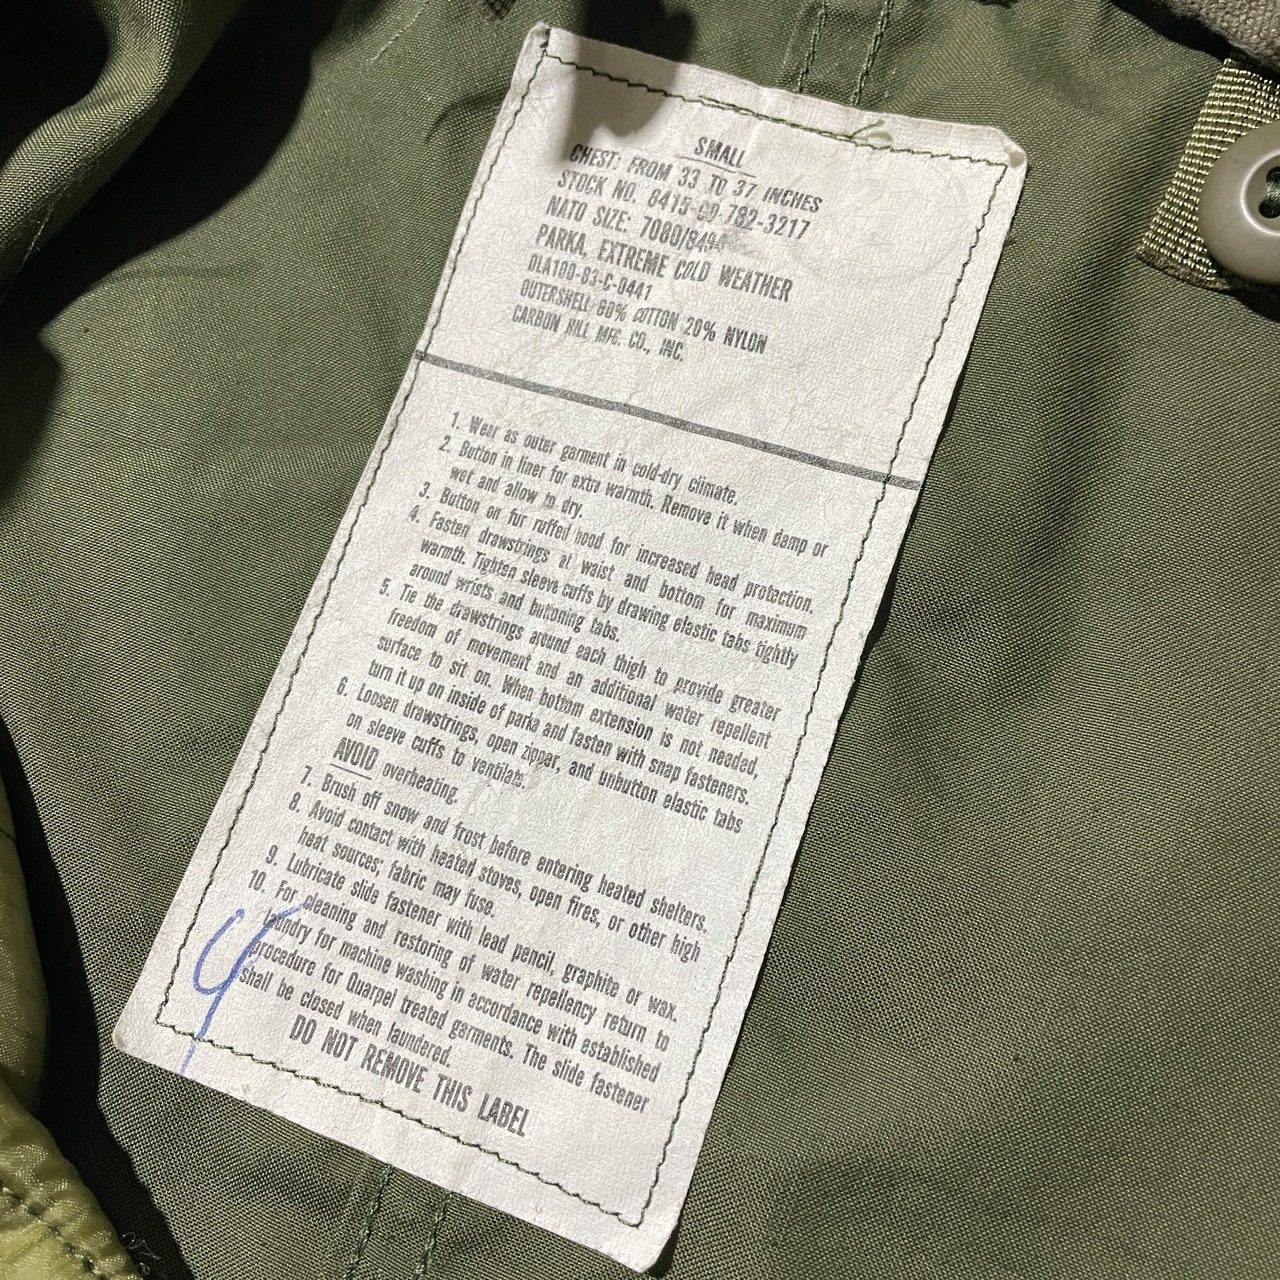 SMALL
CHEST: FROM 33 TO 37 INCHES
STOCK NO. 8415-00-782-3217
NATO SIZE: 7080/8494
PARKA, EXTREME COLD WEATHER
DLA100-83-C-0441
OUTERSHELL 80% COTTON 20% NYLON
CARBON HILL MFG. CO., INC.
1. Wear as outer garment in cold-dry climate.
2. Button in liner for extra warmth. Remove it when damp or
wet and allow to dry.
3. Button on fur ruffed hood for increased head protection.
4. Fasten drawstrings at waist and bottom for maximum
warmth. Tighten sleeve cuffs by drawing elastic tabs tightly
around wrists and buttoning tabs.
5. Tie the drawstrings around each thigh to provide greater
freedom of movement and an additional water repellent
surface to sit on. When bottom extension is not needed,
turn it up on inside of parka and fasten with snap fasteners.
6. Loosen drawstrings, open zipper, and unbutton elastic tabs
on sleeve cuffs to ventilate.
AVOID overheating.
7. Brush off snow and frost before entering heated shelters.
8. Avoid contact with heated stoves, open fires, or other high
heat sources; fabric may fuse.
9. Lubricate slide fastener with lead pencil, graphite or wax.
10. For cleaning and restoring of water repellency return to
laundry for machine washing in accordance with established
procedure for Quarpel treated garments. The slide fastener
shall be closed when laundered.
DO NOT REMOVE THIS LABEL